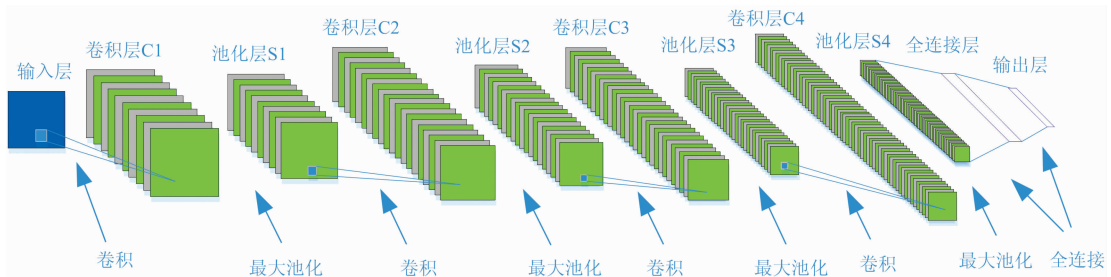 输入层
卷积层C1
池化层S1
卷积层C2
池化层S2
卷积层C3
池化层S3
卷积层C4
池化层S4
全连接层
输出层
卷积
最大池化
卷积
最大池化
卷积
最大池化
卷积
最大池化
全连接